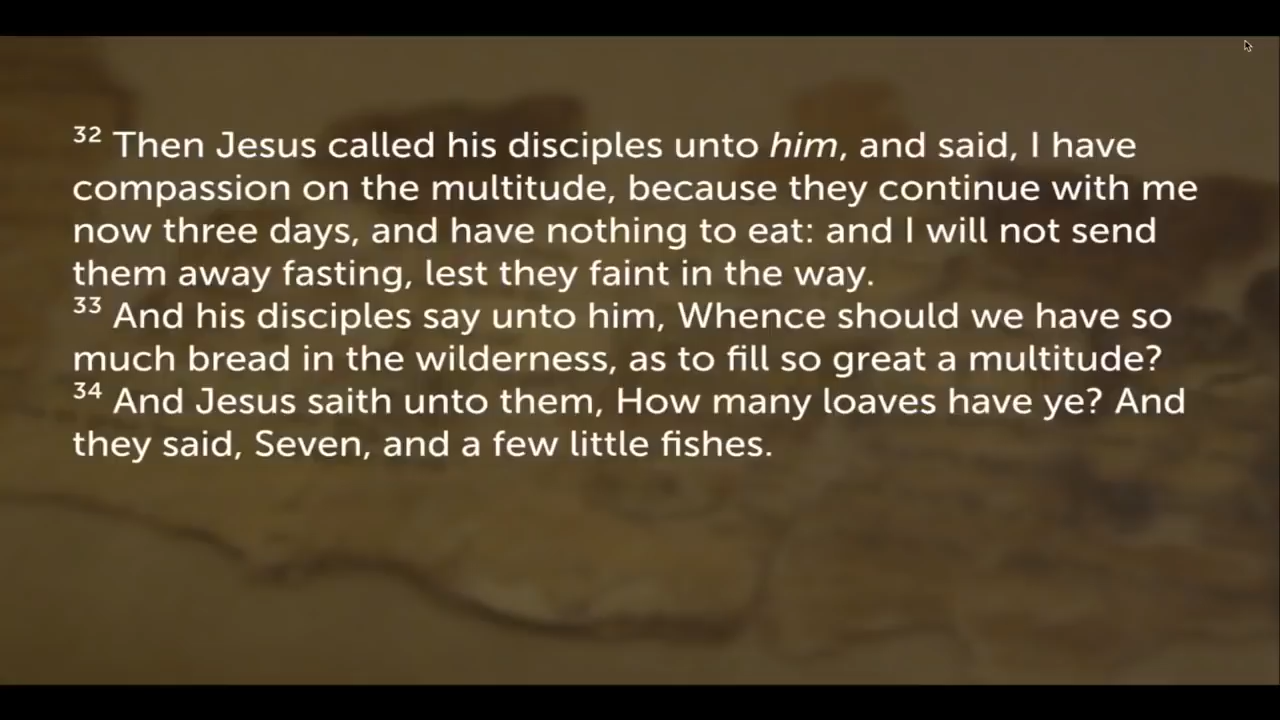 32 Then Jesus called his disciples unto him, and said, I have
compassion on the multitude, because they continue with me
now three days, and have nothing to eat: and I will not send
them away fasting, lest they faint in the way.
33 And his disciples say unto him, Whence should we have so
much bread in the wilderness, as to fill so great a multitude?
34 And Jesus saith unto them, How many loaves have ye? And
they said, Seven, and a few little fishes.